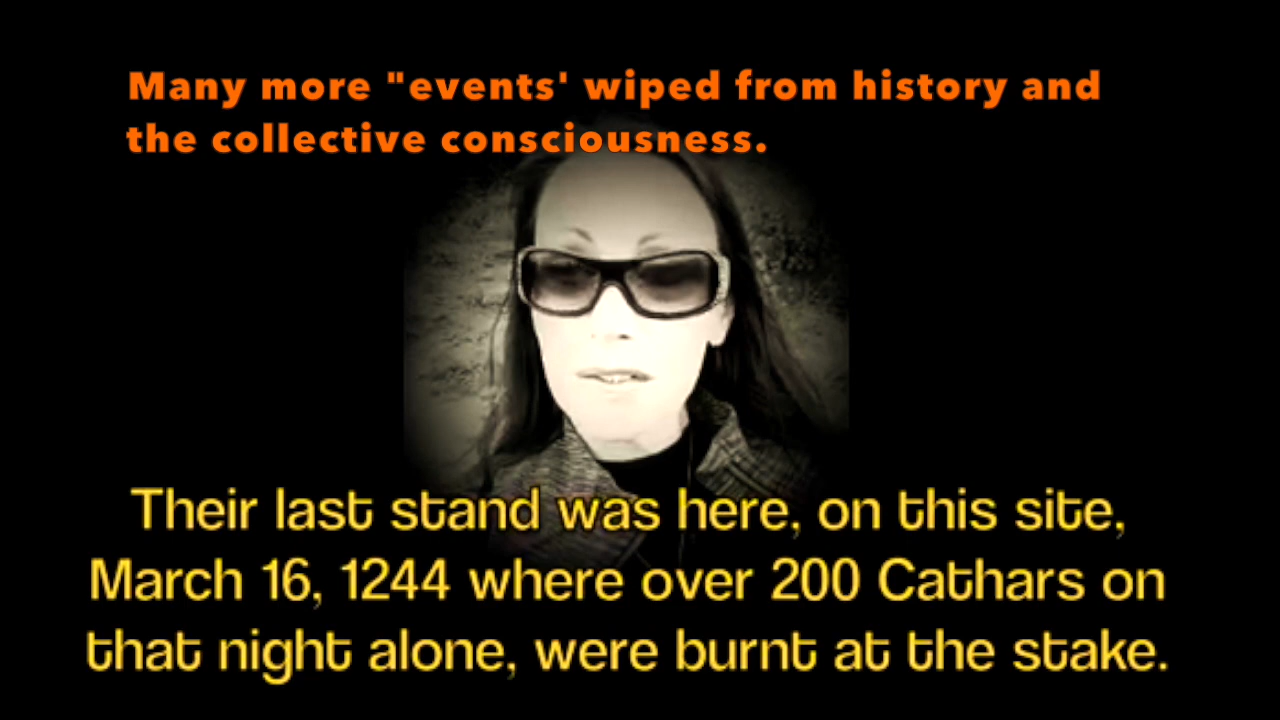 Many more "events' wiped from history and
the collective consciousness.
Their last stand was here, on this site,
March 16, 1244 where over 200 Cathars on
that night alone, were burnt at the stake.